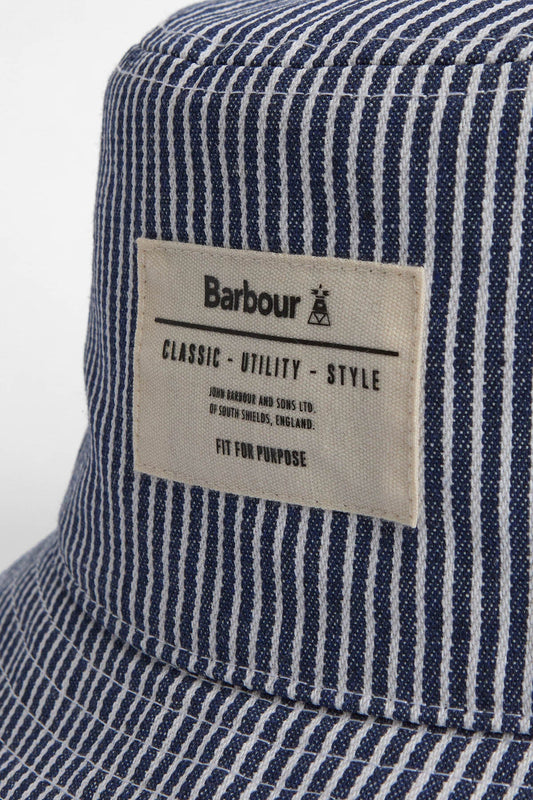 Barbour
CLASSIC - UTILITY - STYLE
JOHN BARBOUR AND SONS LTD.
OF SOUTH SHIELDS, ENGLAND.
FIT FOR PURPOSE